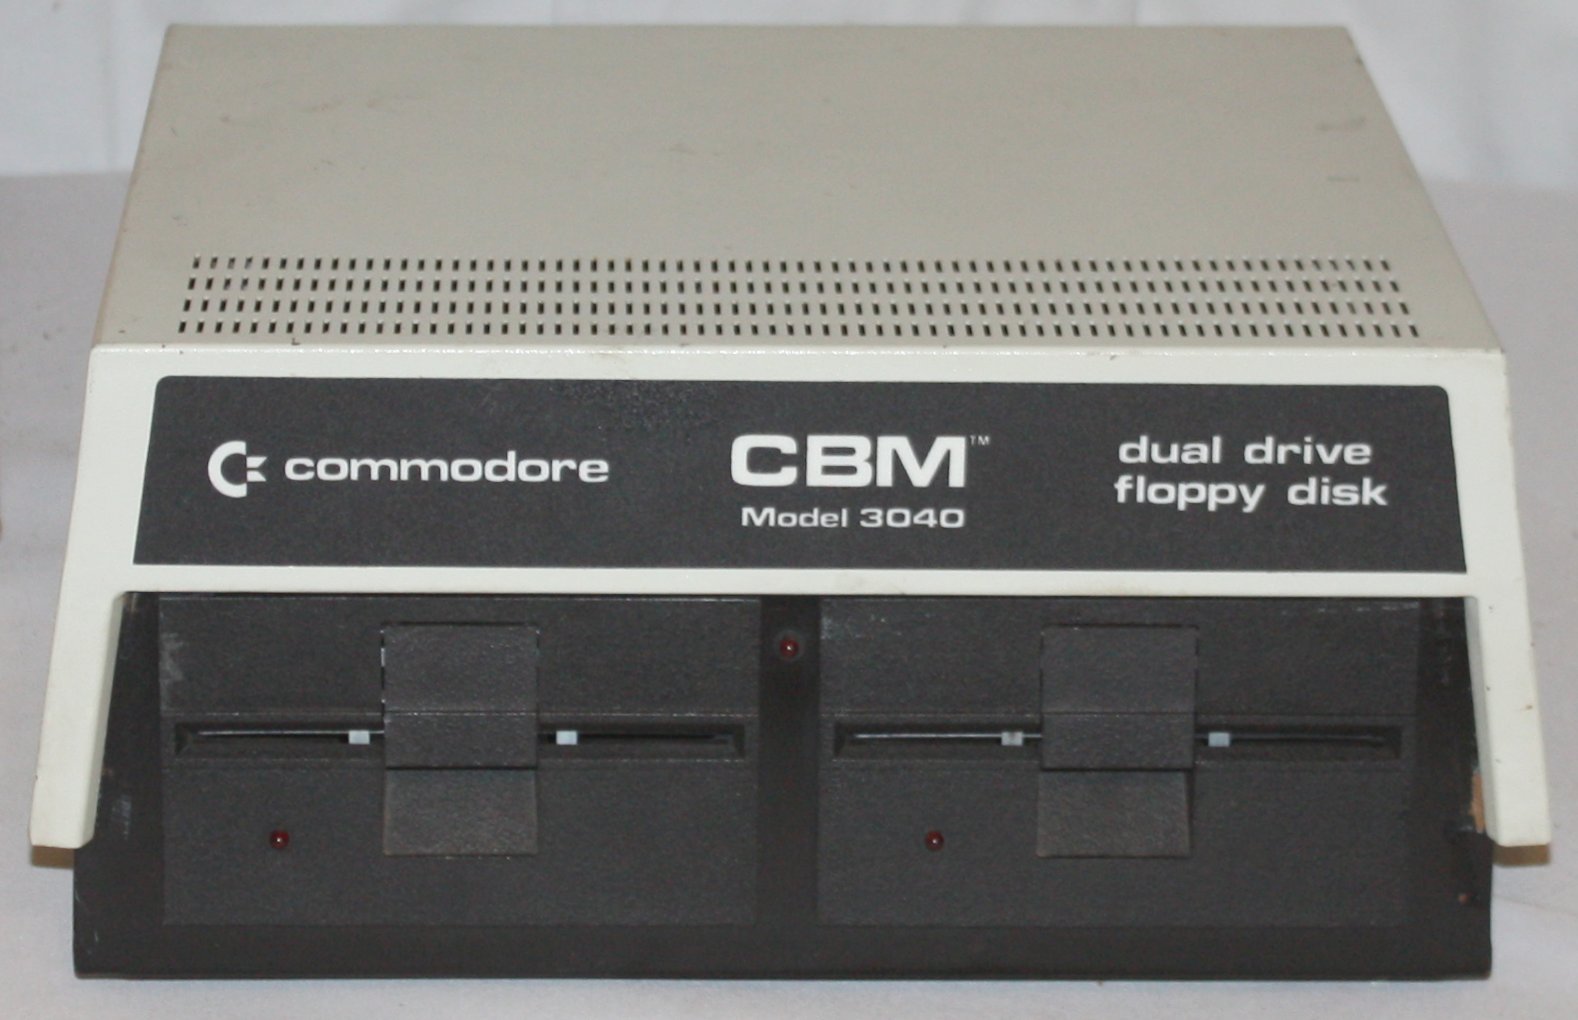 commodore
CBM™
Model 3040
dual drive
floppy disk